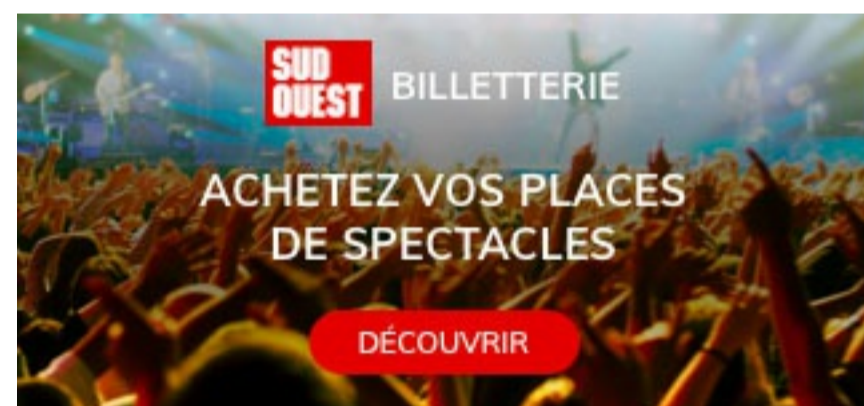 SUD
OUEST
BILLETTERIE
ACHETEZ VOS PLACES
DE SPECTACLES
DÉCOUVRIR